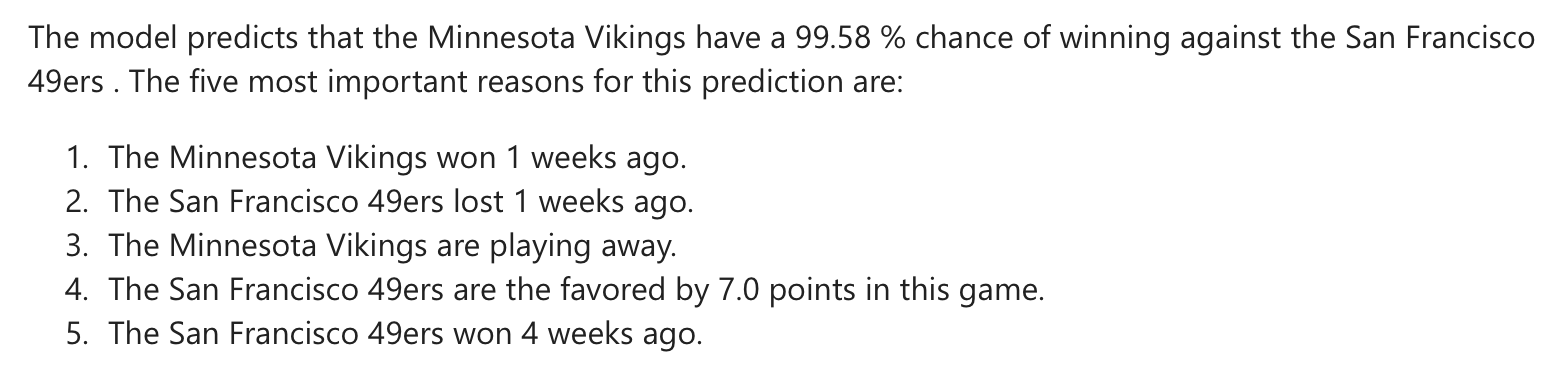 The model predicts that the Minnesota Vikings have a 99.58 % chance of winning against the San Francisco
49ers . The five most important reasons for this prediction are:
1. The Minnesota Vikings won 1 weeks ago.
2. The San Francisco 49ers lost 1 weeks ago.
3. The Minnesota Vikings are playing away.
4. The San Francisco 49ers are the favored by 7.0 points in this game.
5. The San Francisco 49ers won 4 weeks ago.